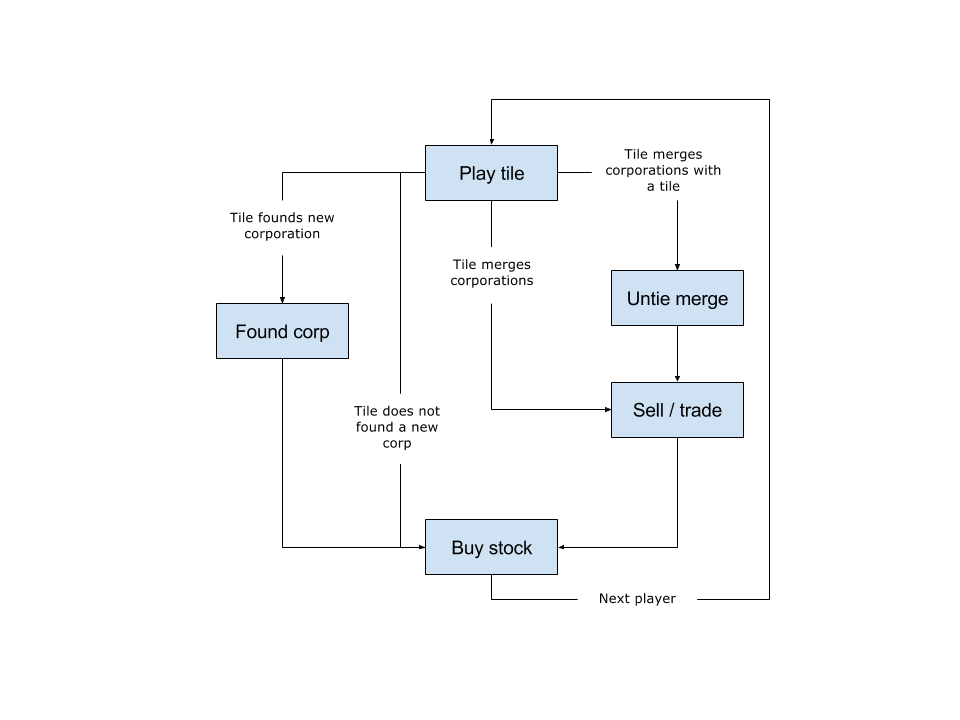 Play tile
Tile merges
corporations with
a tile
Tile founds new
corporation
Tile merges
corporations
Untie merge
Found corp
Tile does not
found a new
corp
Sell / trade
Buy stock
Next player